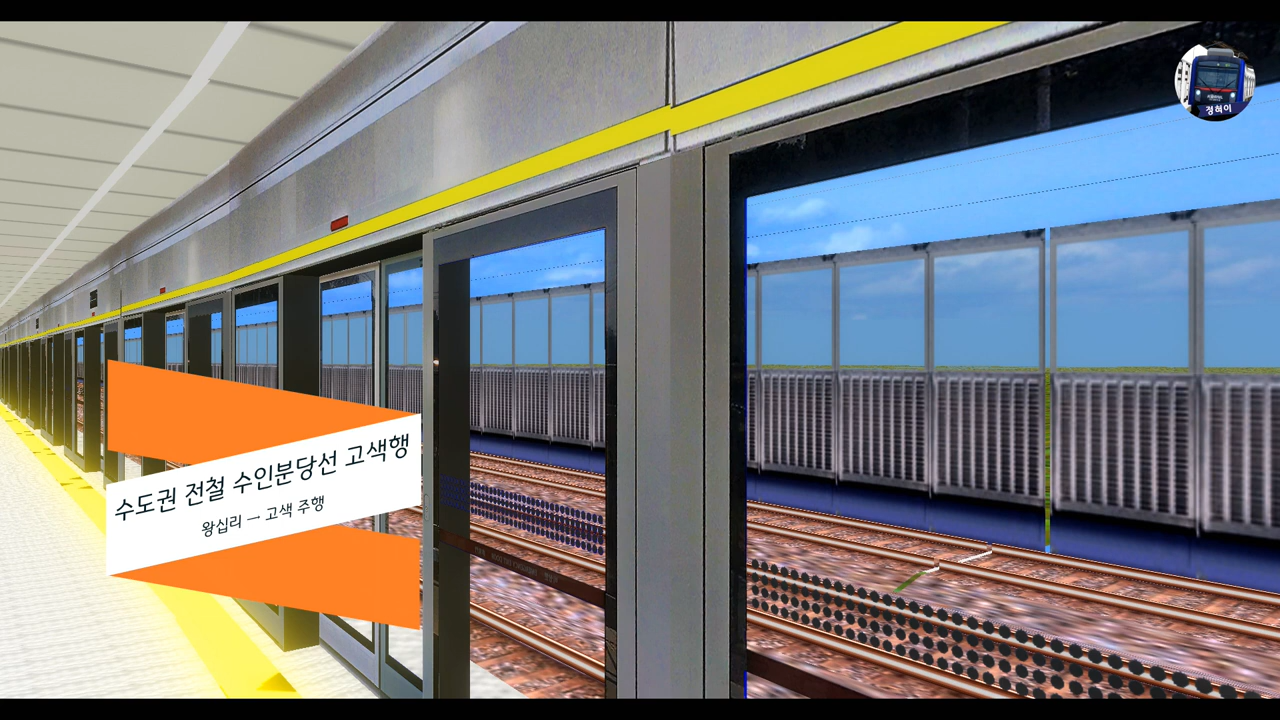 정혁이
수도권 전철 수인분당선 고색행
왕십리 — 고색 주행